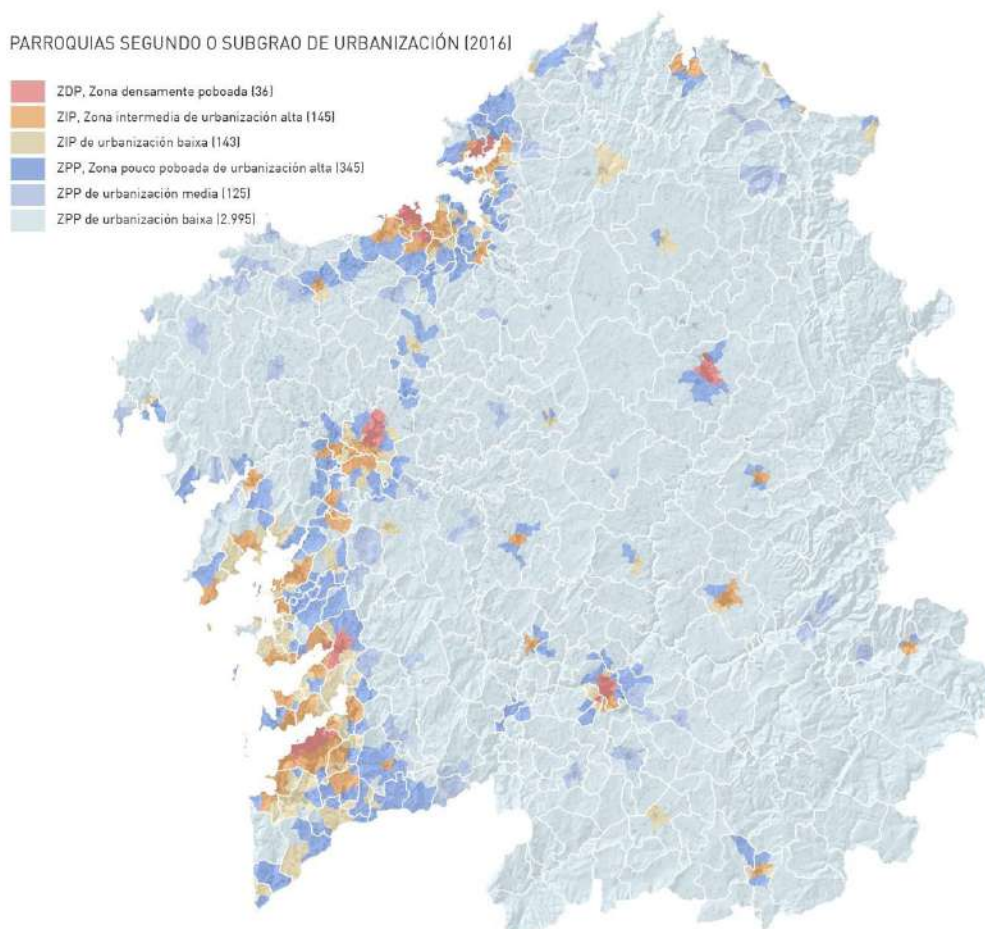 PARROQUIAS SEGUNDO O SUBGRAO DE URBANIZACIÓN (2016)
ZDP, Zona densamente poboada (36)
ZIP, Zona intermedia de urbanización alta (145)
ZIP de urbanización baixa (143)
ZPP, Zona pouco poboada de urbanización alta (345)
ZPP de urbanización media (125)
ZPP de urbanización baixa (2.995)